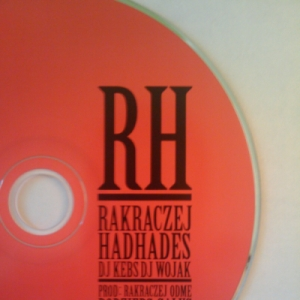 RH
RAKRACZEJ
HADHADES
DJ KEBS DJ WOJAK
PROD: RAKRACZEJ ODME